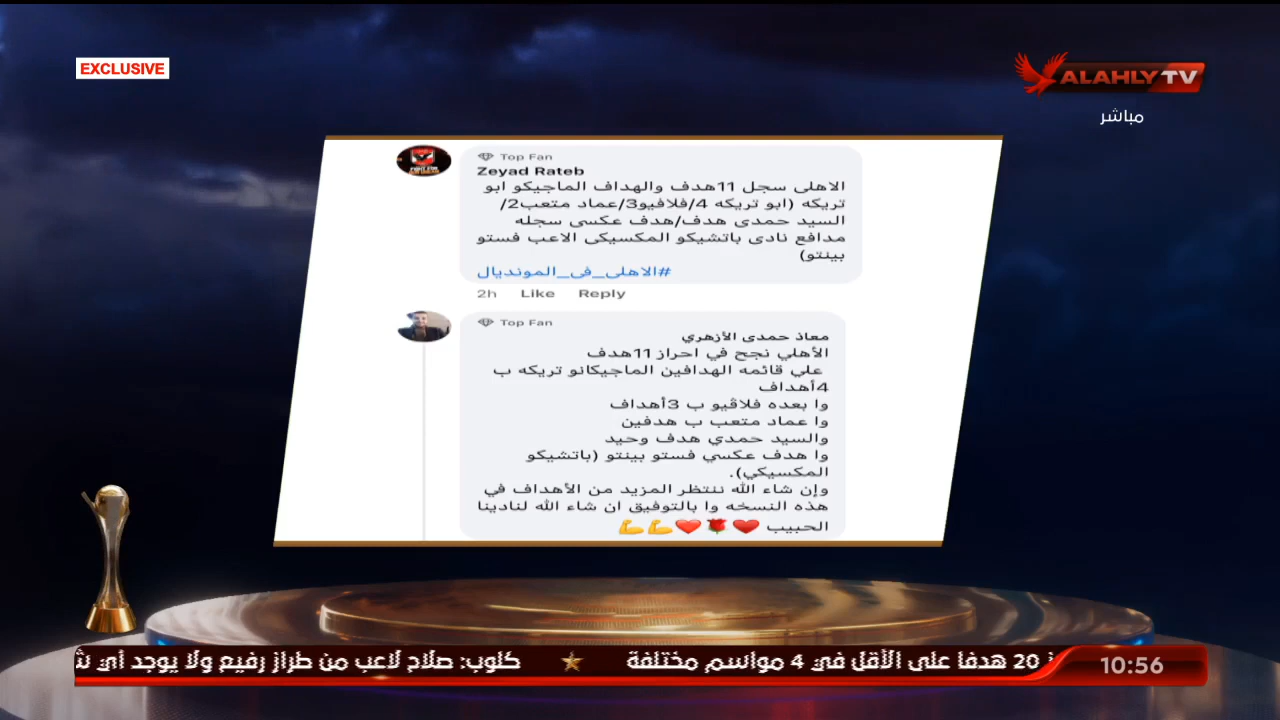 EXCLUSIVE
ALAHLY TV
مباشر
Top Fan
Zeyad Rateb
الاهلى سجل 11هدف والهداف الماجيكو ابو
تريكه (ابو تريكه 4/فلافيو3/عماد متعب2/
السيد حمدى هدف/هدف عكسى سجله
مدافع نادى باتشيكو المكسيكى الاعب فستو
بينتو)
#الاهلى_فى_المونديال
2h Like Reply
Top Fan
معاذ حمدى الأزهري
الأهلي نجح في احراز 11هدف
علي قائمه الهدافين الماجيكانو تريكه ب
4أهداف
وا بعده فلاڤيو ب 3أهداف
وا عماد متعب ب هدفين
والسيد حمدي هدف وحيد
وا هدف عكسي فستو بينتو (باتشيكو
المكسيكي).
وإن شاء الله ننتظر المزيد من الأهداف في
هذه النسخه وا بالتوفيق ان شاء الله لنادينا
الحبيب ❤️🌹❤️💪💪
20 هدفا على الأقل في 4 مواسم مختلفة ★ كلوب: صلاح لاعب من طراز رفيع ولا يوجد أي
10:56